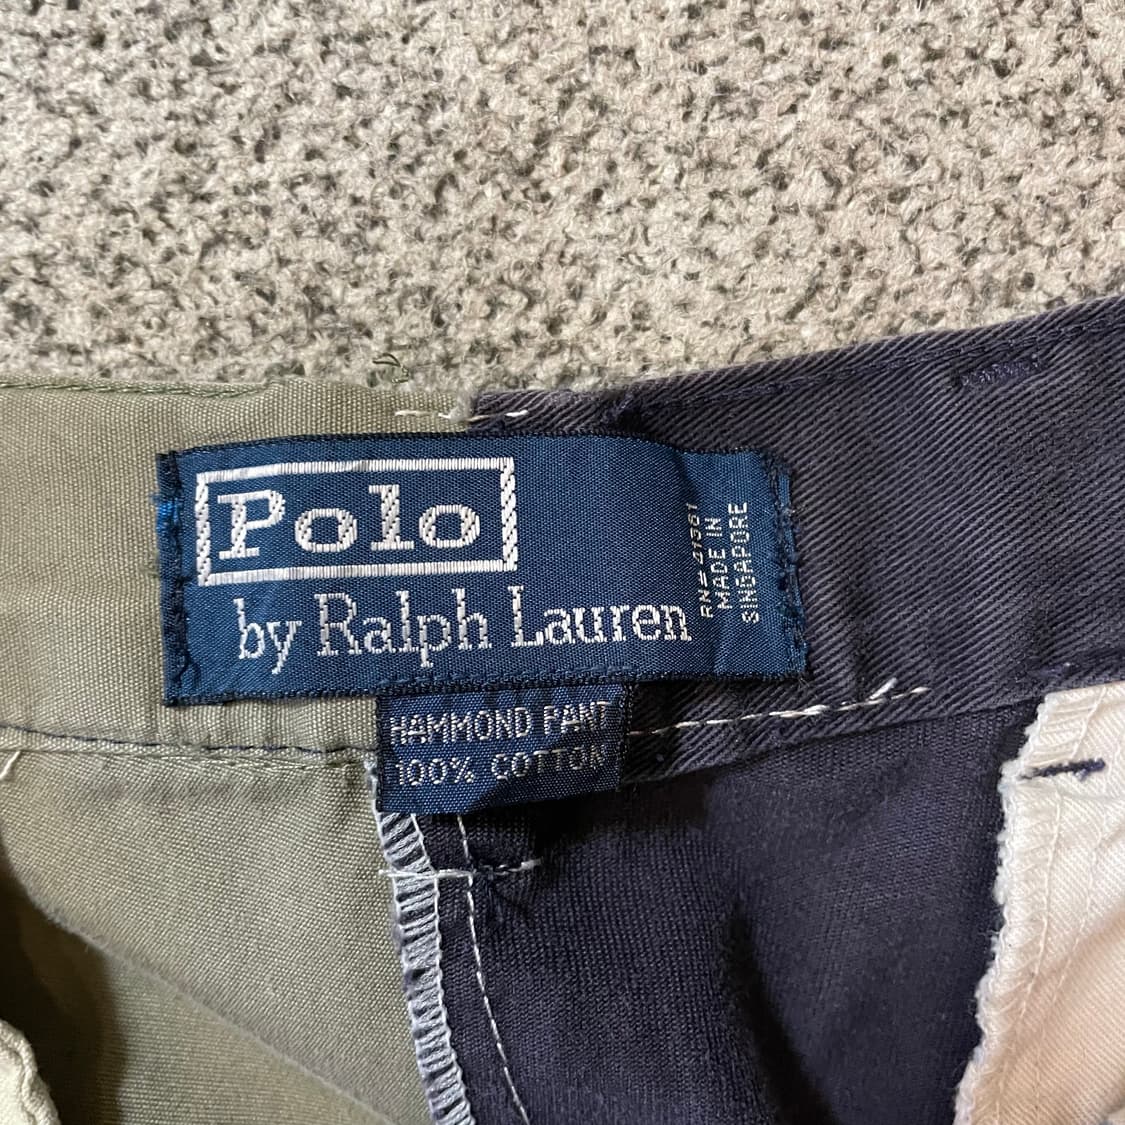 Polo
by Ralph Lauren
RN=41381
MADE IN
SINGAPORE
HAMMOND PANT
100% COTTON